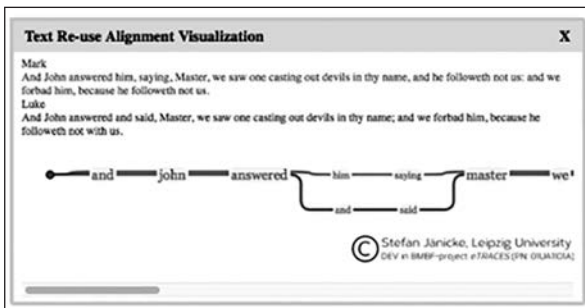 Text Re-use Alignment Visualization X
Mark
And John answered him, saying, Master, we saw one casting out devils in thy name, and he followeth not us: and we
forbad him, because he followeth not us.
Luke
And John answered and said, Master, we saw one casting out devils in thy name; and we forbad him, because he
followeth not with us.
and john answered him saying master we
and said
© Stefan Jänicke, Leipzig University
DEV in BMBF-project eTRACES (PN: 01UA1101A)